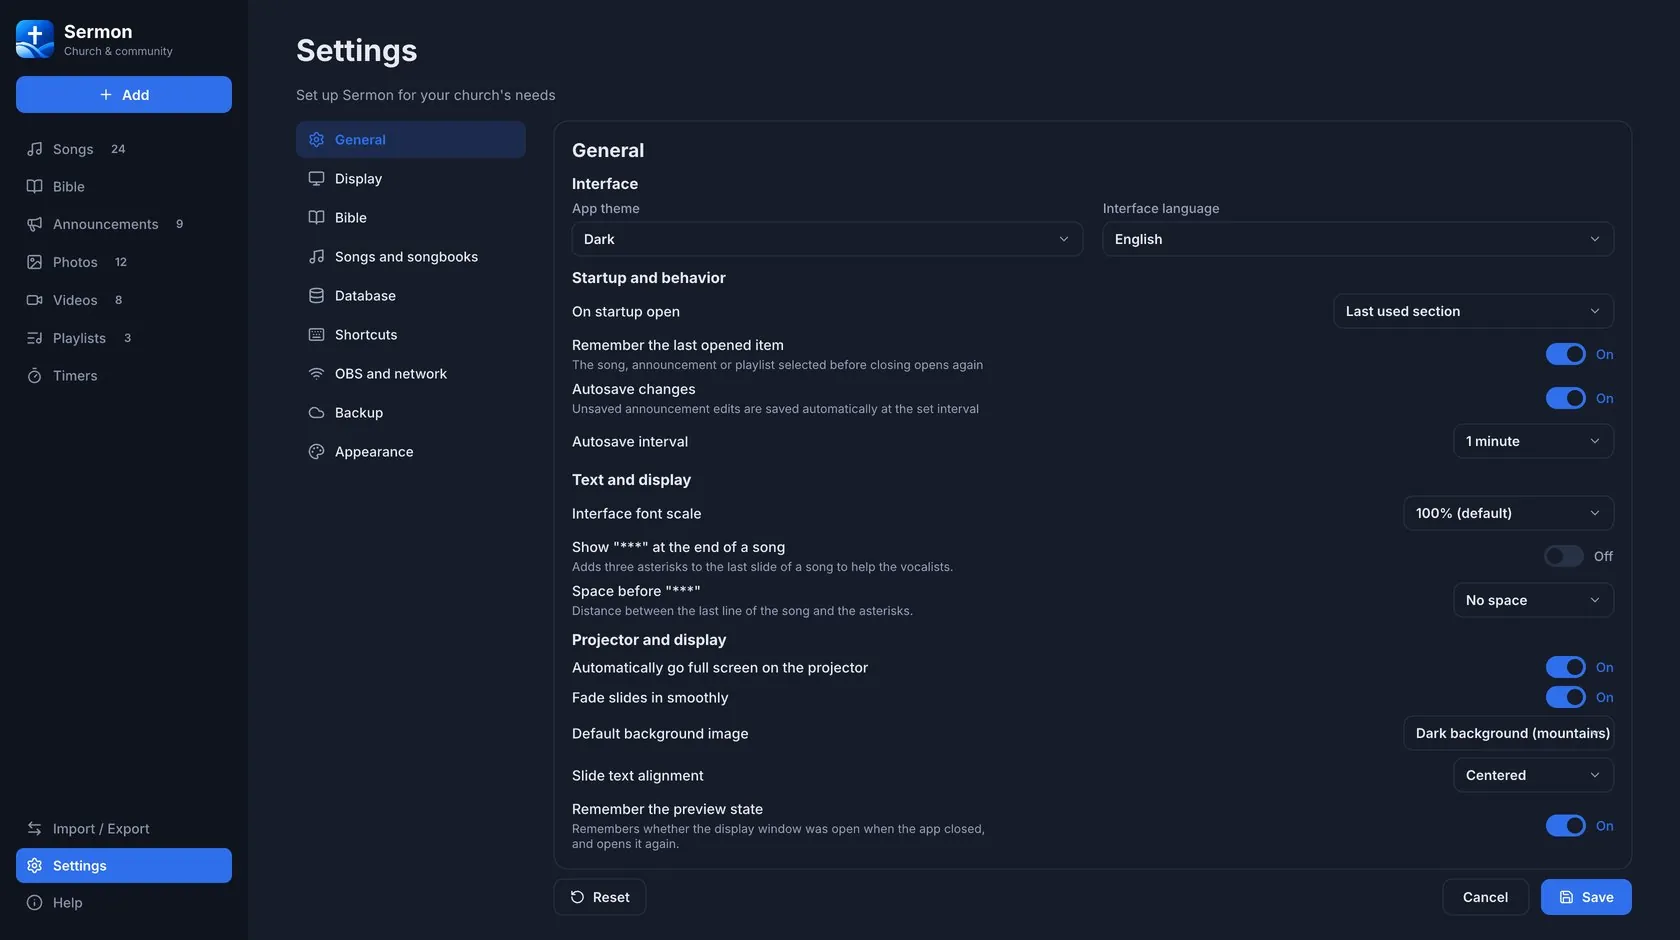 Sermon
Church & community
Add
Songs 24
Bible
Announcements 9
Photos 12
Videos 8
Playlists 3
Timers
Import / Export
Settings
Help
Settings
Set up Sermon for your church's needs
General
Display
Bible
Songs and songbooks
Database
Shortcuts
OBS and network
Backup
Appearance
General
Interface
App theme
Dark
Interface language
English
Startup and behavior
On startup open
Last used section
Remember the last opened item
The song, announcement or playlist selected before closing opens again
On
Autosave changes
Unsaved announcement edits are saved automatically at the set interval
On
Autosave interval
1 minute
Text and display
Interface font scale
100% (default)
Show "***" at the end of a song
Adds three asterisks to the last slide of a song to help the vocalists.
Off
Space before "***"
Distance between the last line of the song and the asterisks.
No space
Projector and display
Automatically go full screen on the projector
On
Fade slides in smoothly
On
Default background image
Dark background (mountains)
Slide text alignment
Centered
Remember the preview state
Remembers whether the display window was open when the app closed,
and opens it again.
On
Reset
Cancel
Save